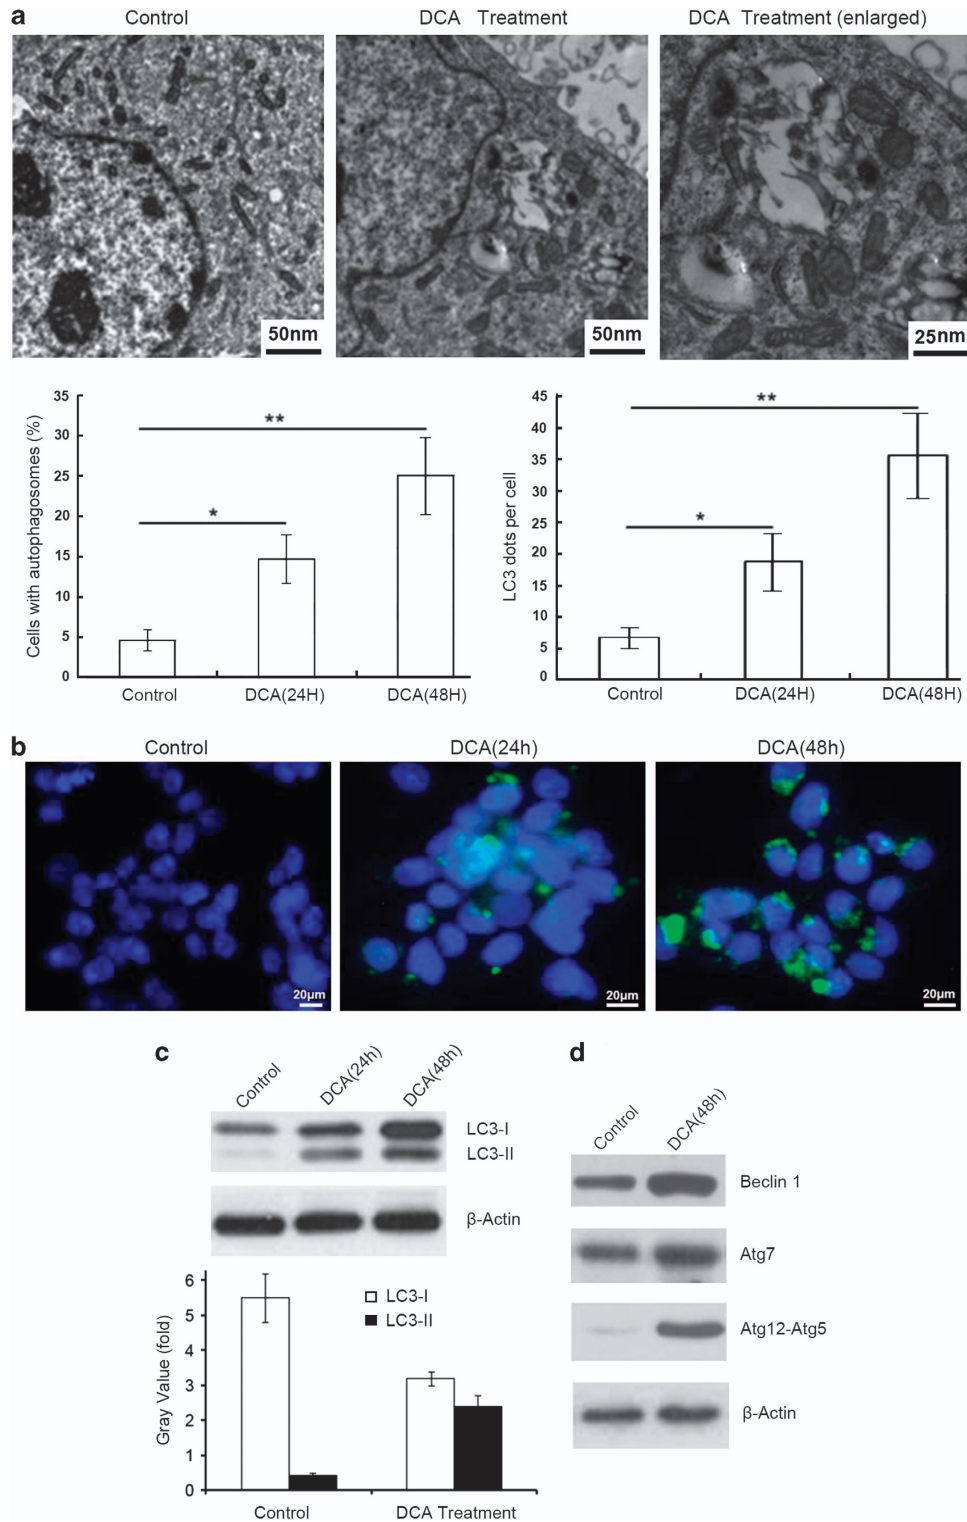 a
Control
DCA Treatment
DCA Treatment (enlarged)
50nm
50nm
25nm
Cells with autophagosomes (%)
35
30
25
20
15
10
5
0
**
*
Control
DCA(24H)
DCA(48H)
LC3 dots per cell
45
40
35
30
25
20
15
10
5
0
**
*
Control
DCA(24H)
DCA(48H)
b
Control
DCA(24h)
DCA(48h)
20µm
20µm
20µm
c
Control
DCA(24h)
DCA(48h)
LC3-I
LC3-II
β-Actin
Gray Value (fold)
6
5
4
3
2
1
0
LC3-I
LC3-II
Control
DCA Treatment
d
Control
DCA(48h)
Beclin 1
Atg7
Atg12-Atg5
β-Actin